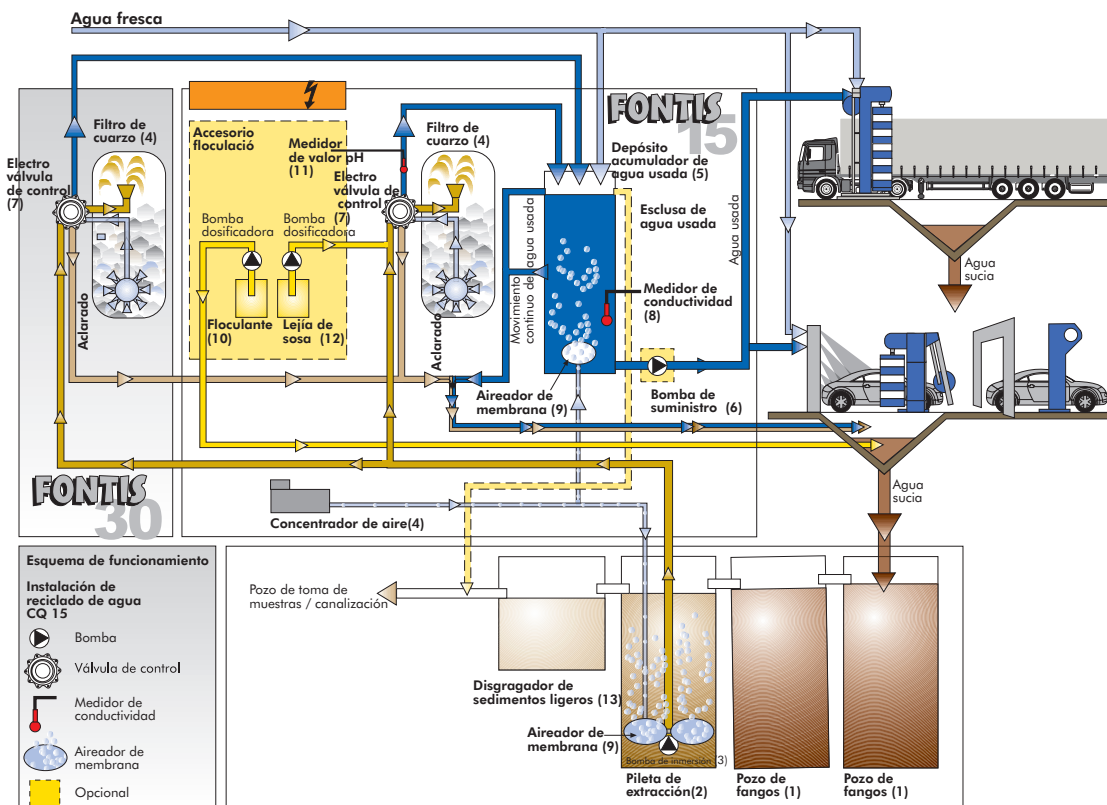 Agua fresca
FONTIS
15
Filtro de
cuarzo (4)
Electro
válvula
de control
(7)
Aclarado
FONTIS
30
Accesorio
floculació
Medidor
de valor pH
(11)
Electro
válvula de
control
(7)
Bomba
dosificadora
Bomba
dosificadora
Floculante
(10)
Lejía de
sosa (12)
Filtro de
cuarzo (4)
Aclarado
Movimiento
continuo de agua usada
Depósito
acumulador de
agua usada (5)
Esclusa de
agua usada
Medidor de
conductividad
(8)
Aireador de
membrana (9)
Bomba de
suministro (6)
Agua usada
Agua
sucia
Agua
sucia
Concentrador de aire(4)
Pozo de toma de
muestras / canalización
Disgragador de
sedimentos ligeros (13)
Aireador de
membrana (9)
Bomba de inmersión (3)
Pileta de
extracción(2)
Pozo de
fangos (1)
Pozo de
fangos (1)
Esquema de funcionamiento
Instalación de
reciclado de agua
CQ 15
Bomba
Válvula de control
Medidor de
conductividad
Aireador de
membrana
Opcional